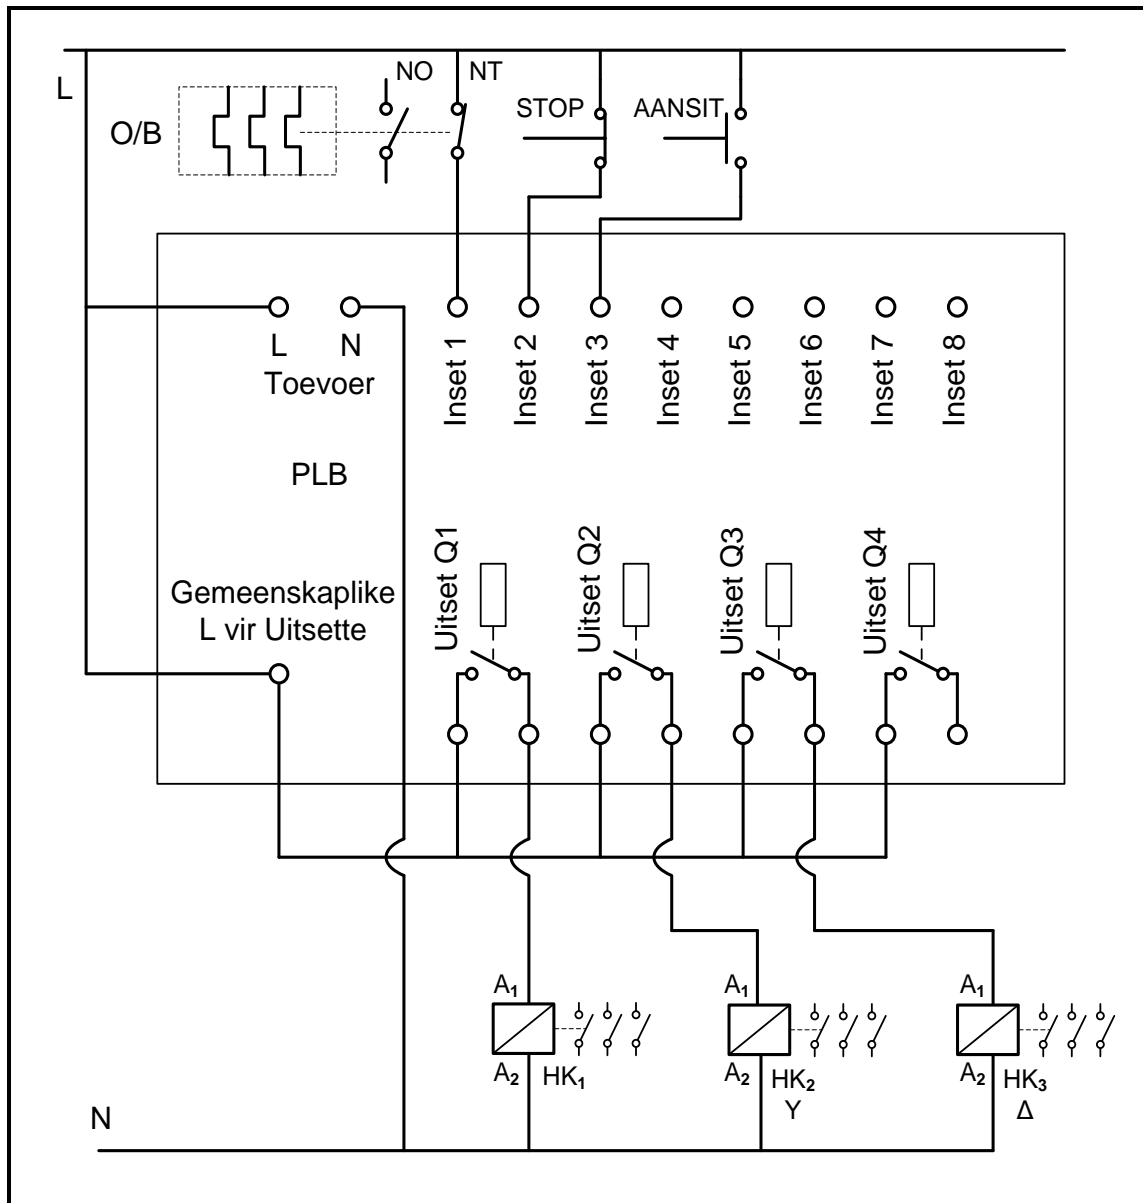 L
O/B
NO
NT
STOP
AANSIT
L
N
Toevoer
Inset 1
Inset 2
Inset 3
Inset 4
Inset 5
Inset 6
Inset 7
Inset 8
PLB
Gemeenskaplike
L vir Uitsette
Uitset Q1
Uitset Q2
Uitset Q3
Uitset Q4
A₁
A₂
HK₁
A₁
A₂
HK₂
Y
A₁
A₂
HK₃
Δ
N